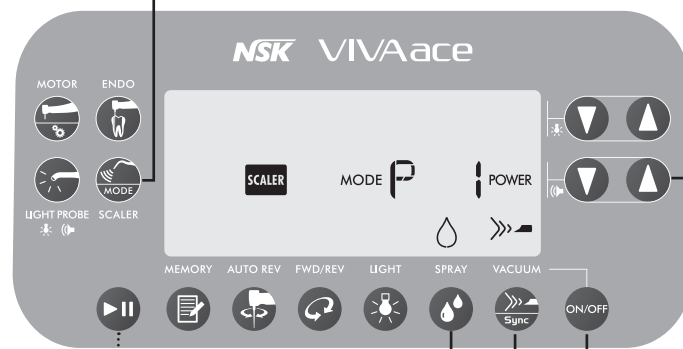 NSK VIVAace
MOTOR ENDO
MODE
LIGHT PROBE SCALER
SCALER MODE P 1 POWER
MEMORY AUTO REV FWD/REV LIGHT SPRAY VACUUM
Sync
ON/OFF